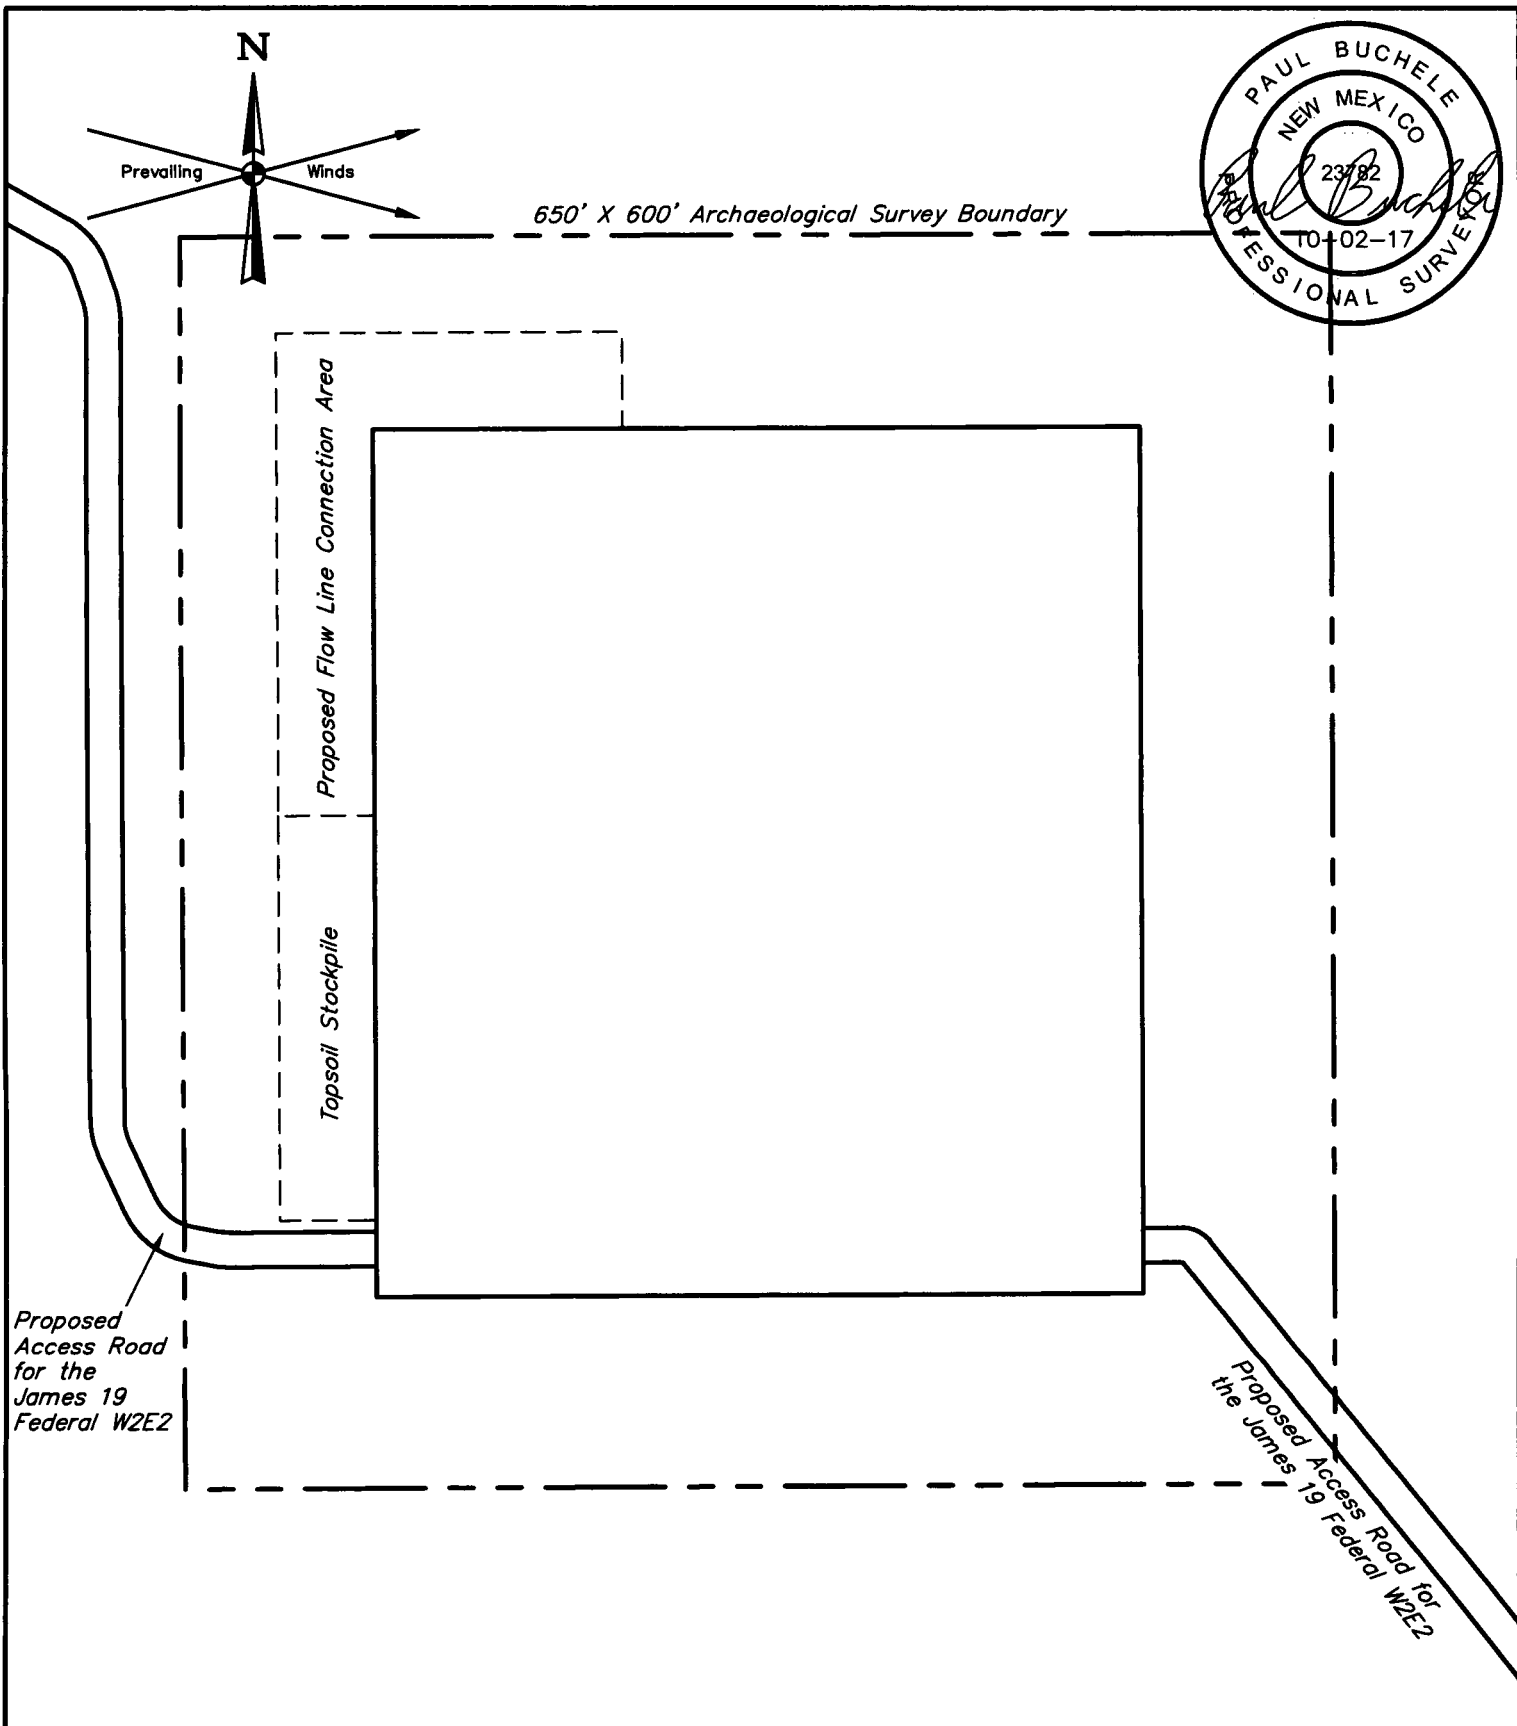 N
Prevailing Winds
PAUL BUCHELE
NEW MEXICO
23782
Paul Buchele
10-02-17
PROFESSIONAL SURVEYOR
650' X 600' Archaeological Survey Boundary
Proposed Flow Line Connection Area
Topsoil Stockpile
Proposed
Access Road
for the
James 19
Federal W2E2
Proposed Access Road for
the James 19 Federal W2E2